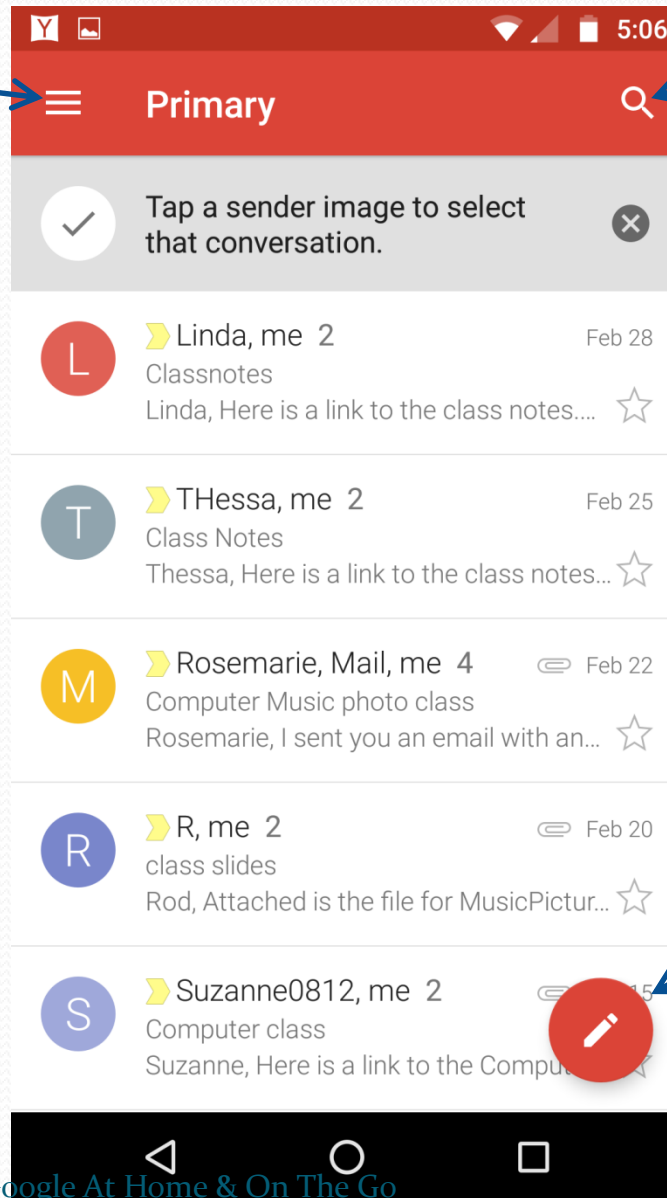 Y 5:06
Primary
Tap a sender image to select
that conversation.
L Linda, me 2 Feb 28
Classnotes
Linda, Here is a link to the class notes....
T THessa, me 2 Feb 25
Class Notes
Thessa, Here is a link to the class notes...
M Rosemarie, Mail, me 4 Feb 22
Computer Music photo class
Rosemarie, I sent you an email with an...
R R, me 2 Feb 20
class slides
Rod, Attached is the file for MusicPictur...
S Suzanne0812, me 2 15
Computer class
Suzanne, Here is a link to the Compu
oogle At Home & On The Go